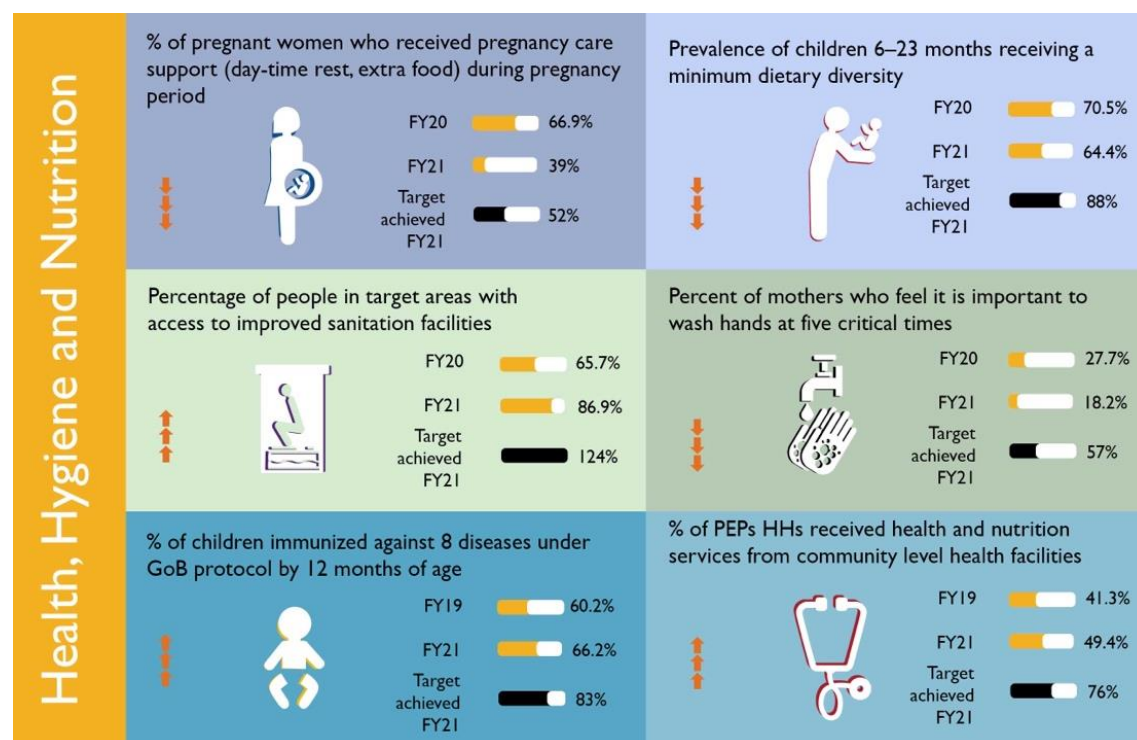 Health, Hygiene and Nutrition
% of pregnant women who received pregnancy care
support (day-time rest, extra food) during pregnancy
period
FY20 66.9%
FY21 39%
Target
achieved 52%
FY21
Prevalence of children 6–23 months receiving a
minimum dietary diversity
FY20 70.5%
FY21 64.4%
Target
achieved 88%
FY21
Percentage of people in target areas with
access to improved sanitation facilities
FY20 65.7%
FY21 86.9%
Target
achieved 124%
FY21
Percent of mothers who feel it is important to
wash hands at five critical times
FY20 27.7%
FY21 18.2%
Target
achieved 57%
FY21
% of children immunized against 8 diseases under
GoB protocol by 12 months of age
FY19 60.2%
FY21 66.2%
Target
achieved 83%
FY21
% of PEPs HHs received health and nutrition
services from community level health facilities
FY19 41.3%
FY21 49.4%
Target
achieved 76%
FY21